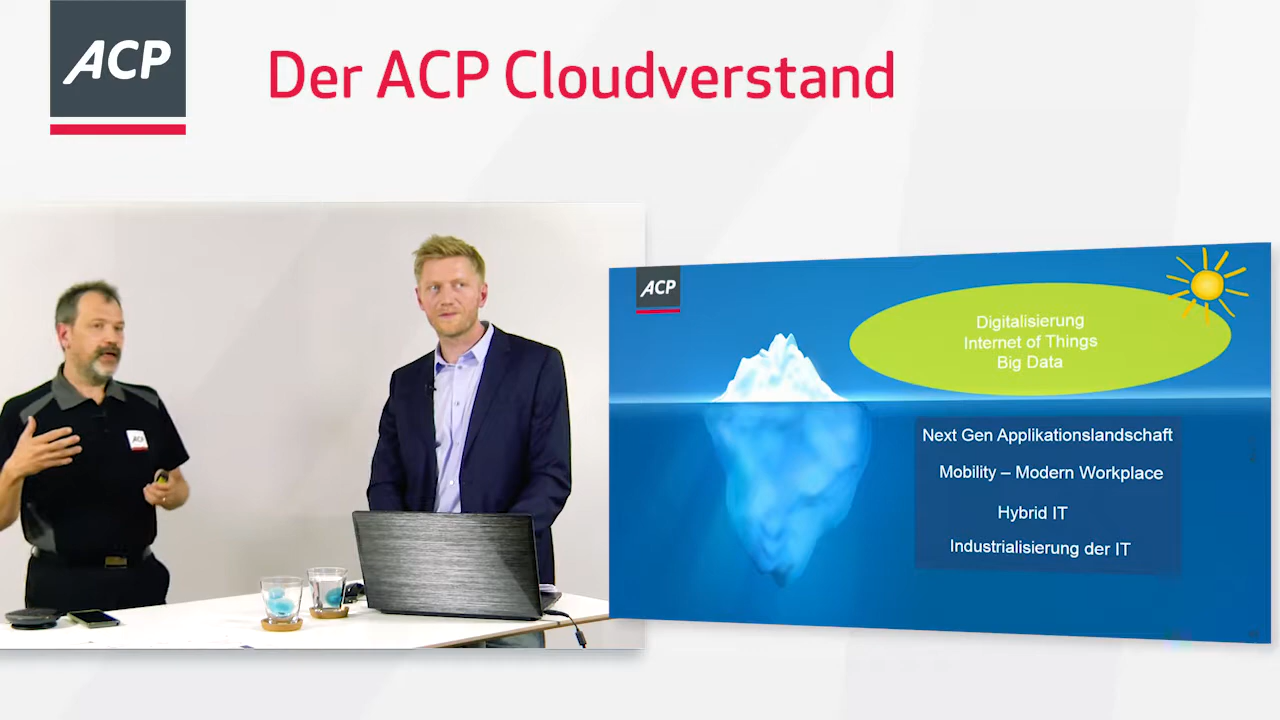 ACP
Der ACP Cloudverstand
ACP
ACP
Digitalisierung
Internet of Things
Big Data
Next Gen Applikationslandschaft
Mobility – Modern Workplace
Hybrid IT
Industrialisierung der IT